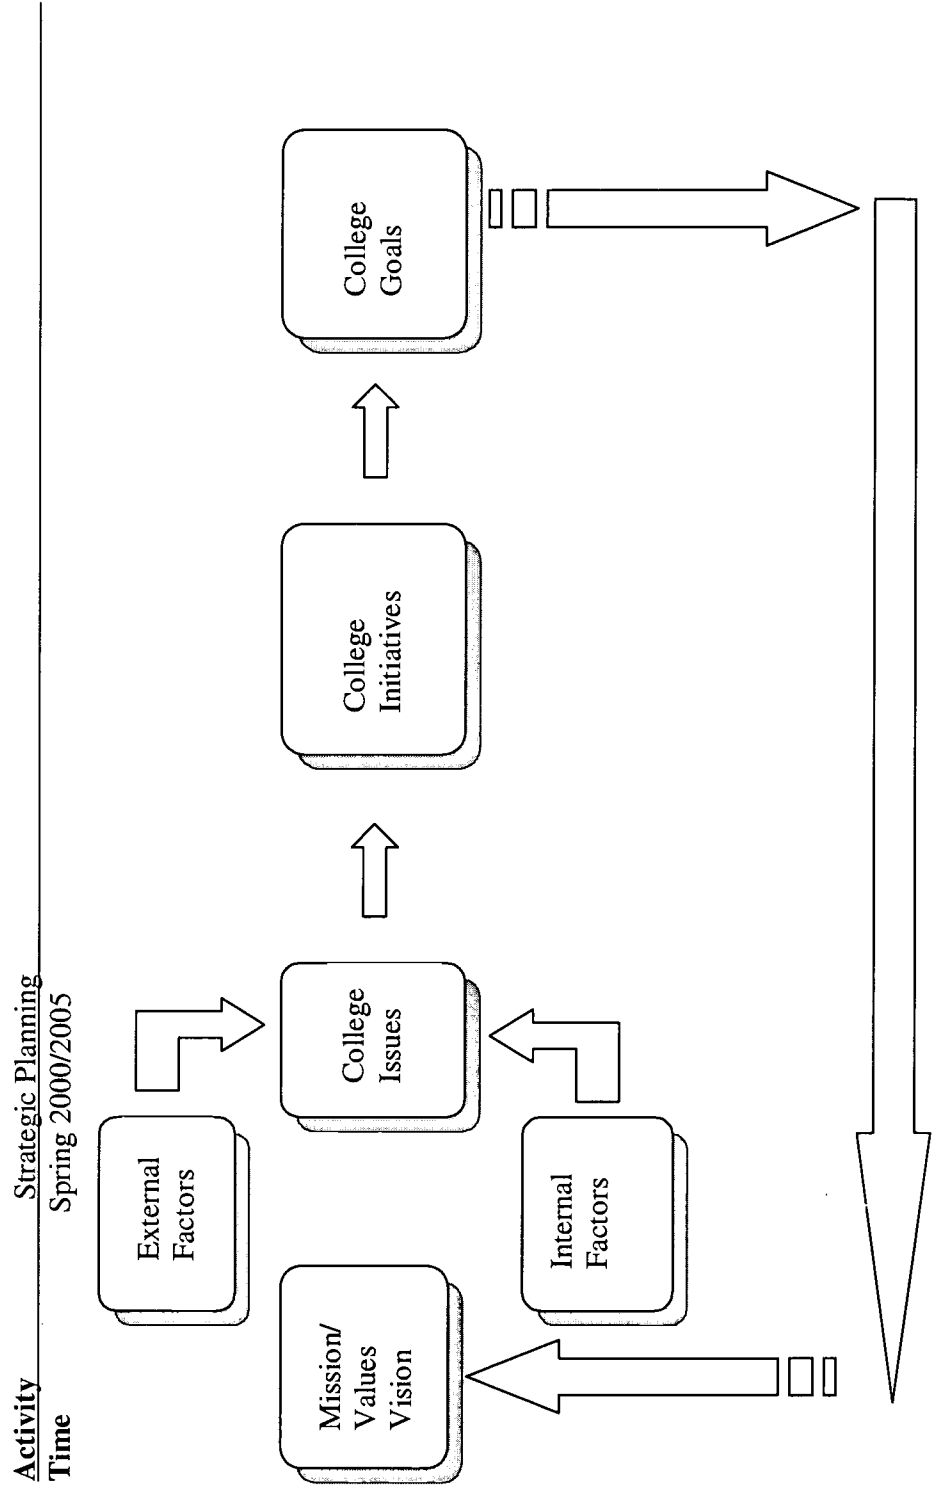 Activity Strategic Planning
Time Spring 2000/2005
External
Factors
Mission/
Values
Vision
College
Issues
College
Initiatives
College
Goals
Internal
Factors